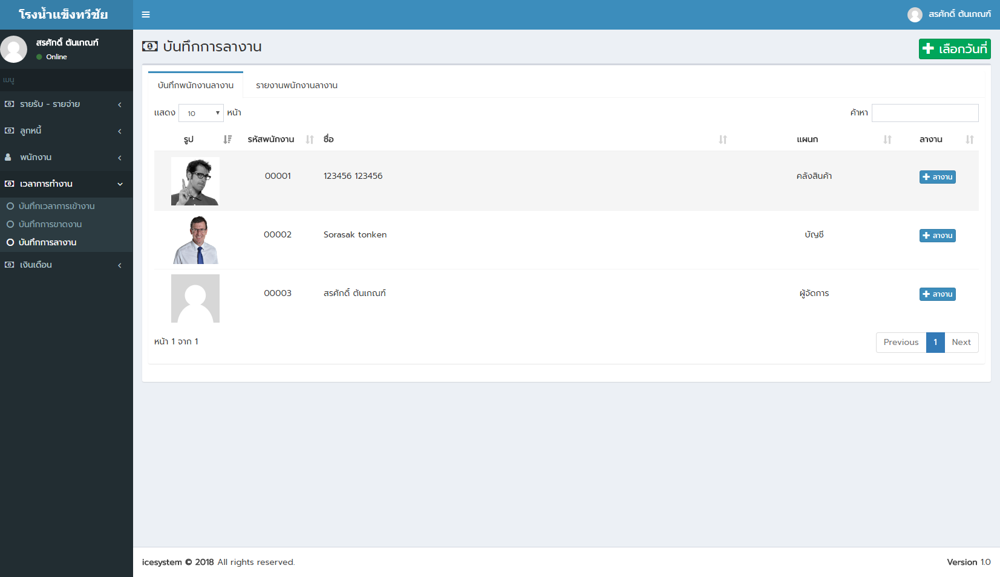 โรงน้ำแข็งทวีชัย
สรศักดิ์ ตันเกณฑ์
สรศักดิ์ ตันเกณฑ์
Online
เมนู
รายรับ - รายจ่าย
ลูกหนี้
พนักงาน
เวลาการทำงาน
บันทึกเวลาการเข้างาน
บันทึกการขาดงาน
บันทึกการลางาน
เงินเดือน
บันทึกการลางาน
เลือกวันที่
บันทึกพนักงานลางาน รายงานพนักงานลางาน
แสดง 10 หน้า ค้าหา
รูป รหัสพนักงาน ชื่อ แผนก ลางาน
00001 123456 123456 คลังสินค้า ลางาน
00002 Sorasak tonken บัญชี ลางาน
00003 สรศักดิ์ ตันเกณฑ์ ผู้จัดการ ลางาน
หน้า 1 จาก 1 Previous 1 Next
icesystem © 2018 All rights reserved. Version 1.0